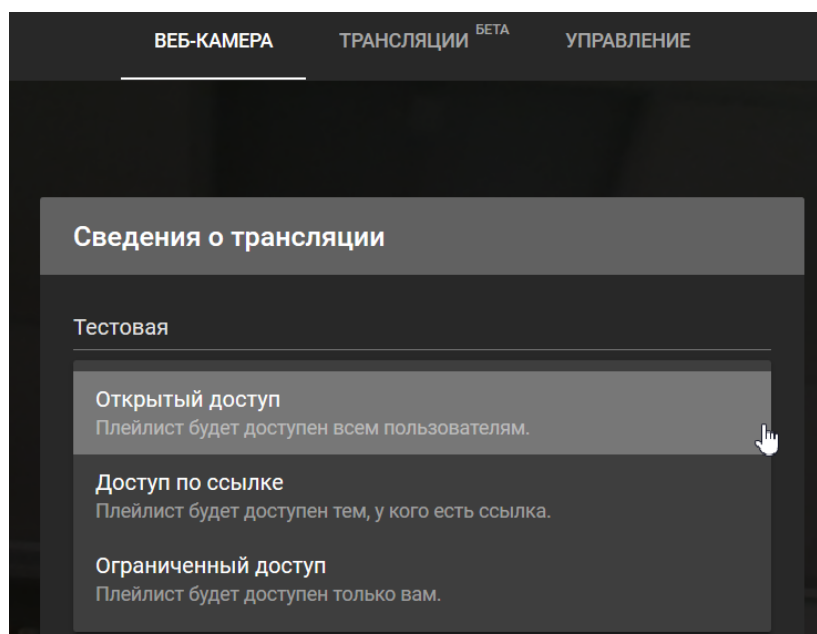 ВЕБ-КАМЕРА ТРАНСЛЯЦИИ БЕТА УПРАВЛЕНИЕ
Сведения о трансляции
Тестовая
Открытый доступ
Плейлист будет доступен всем пользователям.
Доступ по ссылке
Плейлист будет доступен тем, у кого есть ссылка.
Ограниченный доступ
Плейлист будет доступен только вам.